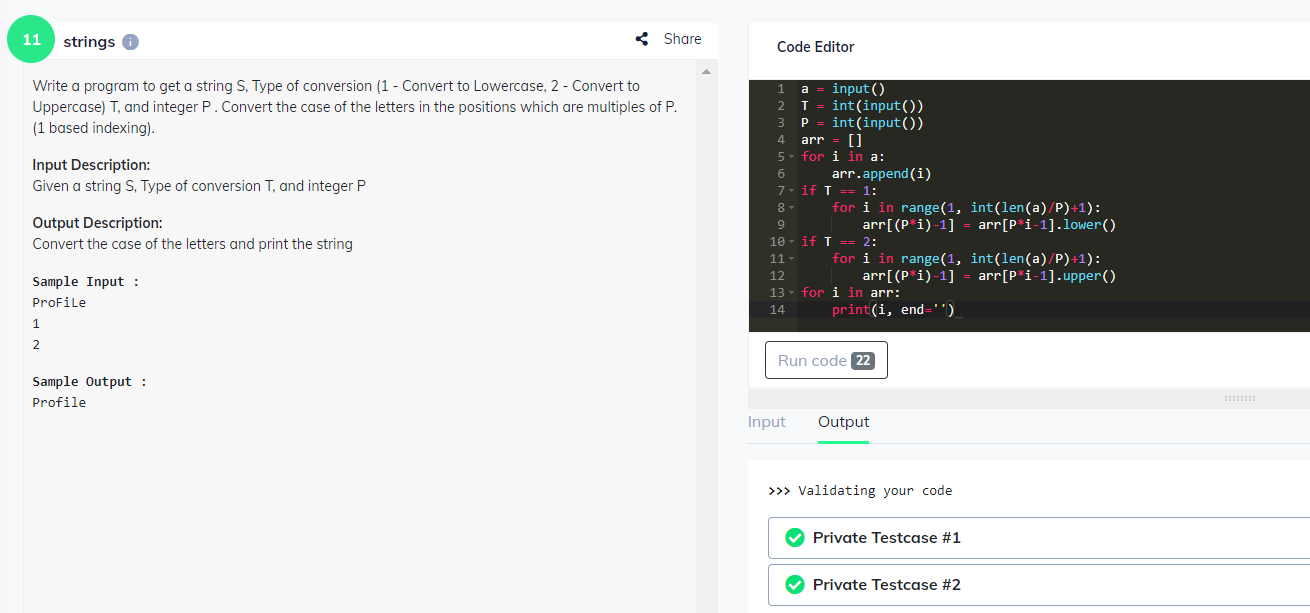 11 strings i Share
Write a program to get a string S, Type of conversion (1 - Convert to Lowercase, 2 - Convert to
Uppercase) T, and integer P . Convert the case of the letters in the positions which are multiples of P.
(1 based indexing).
Input Description:
Given a string S, Type of conversion T, and integer P
Output Description:
Convert the case of the letters and print the string
Sample Input :
ProFiLe
1
2
Sample Output :
Profile
Code Editor
1 a = input()
2 T = int(input())
3 P = int(input())
4 arr = []
5 for i in a:
6 arr.append(i)
7 if T == 1:
8 for i in range(1, int(len(a)/P)+1):
9 arr[(P*i)-1] = arr[P*i-1].lower()
10 if T == 2:
11 for i in range(1, int(len(a)/P)+1):
12 arr[(P*i)-1] = arr[P*i-1].upper()
13 for i in arr:
14 print(i, end='')
Run code 22
Input Output
>>> Validating your code
Private Testcase #1
Private Testcase #2